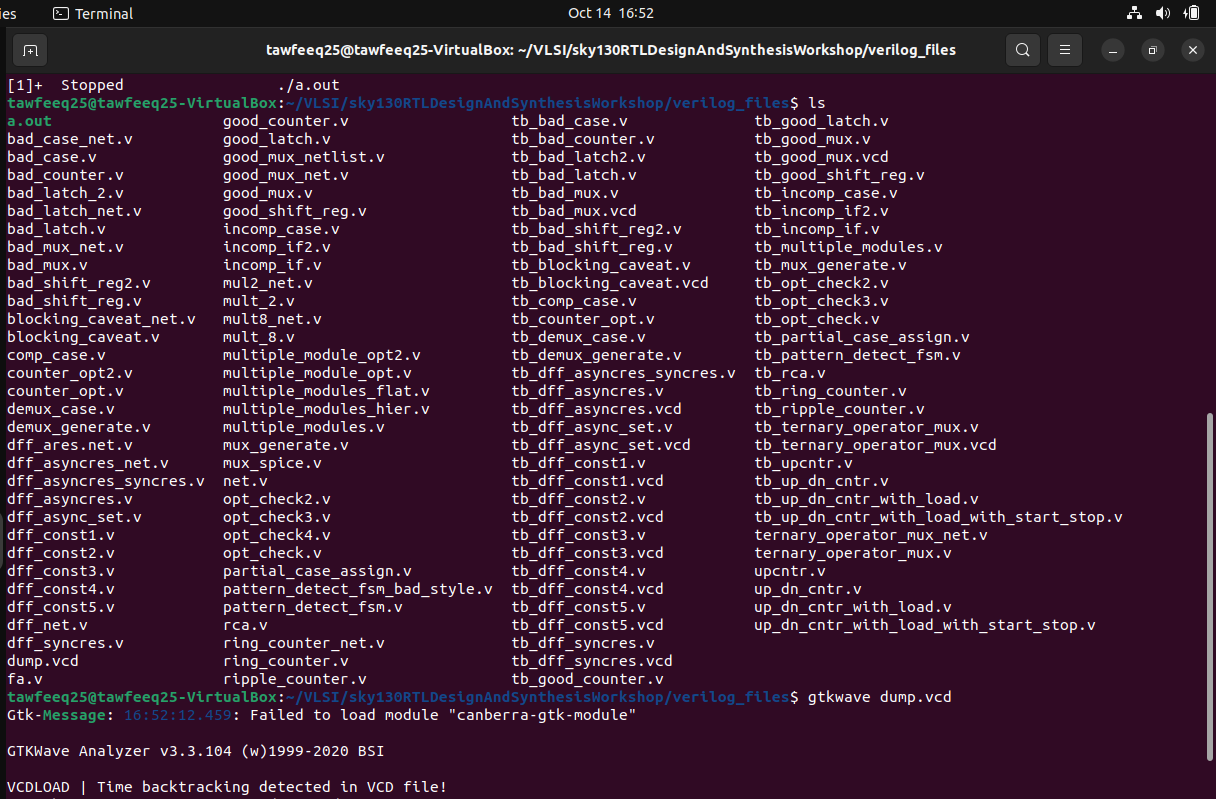 es Terminal Oct 14 16:52
tawfeeq25@tawfeeq25-VirtualBox: ~/VLSI/sky130RTLDesignAndSynthesisWorkshop/verilog_files
[1]+  Stopped                 ./a.out
tawfeeq25@tawfeeq25-VirtualBox:~/VLSI/sky130RTLDesignAndSynthesisWorkshop/verilog_files$ ls
a.out                   good_counter.v                  tb_bad_case.v              tb_good_latch.v
bad_case_net.v          good_latch.v                    tb_bad_counter.v           tb_good_mux.v
bad_case.v              good_mux_netlist.v              tb_bad_latch2.v            tb_good_mux.vcd
bad_counter.v           good_mux_net.v                  tb_bad_latch.v             tb_good_shift_reg.v
bad_latch_2.v           good_mux.v                      tb_bad_mux.v               tb_incomp_case.v
bad_latch_net.v         good_shift_reg.v                tb_bad_mux.vcd             tb_incomp_if2.v
bad_latch.v             incomp_case.v                   tb_bad_shift_reg2.v        tb_incomp_if.v
bad_mux_net.v           incomp_if2.v                    tb_bad_shift_reg.v         tb_multiple_modules.v
bad_mux.v               incomp_if.v                     tb_blocking_caveat.v       tb_mux_generate.v
bad_shift_reg2.v        mul2_net.v                      tb_blocking_caveat.vcd     tb_opt_check2.v
bad_shift_reg.v         mult_2.v                        tb_comp_case.v             tb_opt_check3.v
blocking_caveat_net.v   mult8_net.v                     tb_counter_opt.v           tb_opt_check.v
blocking_caveat.v       mult_8.v                        tb_demux_case.v            tb_partial_case_assign.v
comp_case.v             multiple_module_opt2.v          tb_demux_generate.v        tb_pattern_detect_fsm.v
counter_opt2.v          multiple_module_opt.v           tb_dff_asyncres_syncres.v  tb_rca.v
counter_opt.v           multiple_modules_flat.v         tb_dff_asyncres.v          tb_ring_counter.v
demux_case.v            multiple_modules_hier.v         tb_dff_asyncres.vcd        tb_ripple_counter.v
demux_generate.v        multiple_modules.v              tb_dff_async_set.v         tb_ternary_operator_mux.v
dff_ares.net.v          mux_generate.v                  tb_dff_async_set.vcd       tb_ternary_operator_mux.vcd
dff_asyncres_net.v      mux_spice.v                     tb_dff_const1.v            tb_upcntr.v
dff_asyncres_syncres.v  net.v                           tb_dff_const1.vcd          tb_up_dn_cntr.v
dff_asyncres.v          opt_check2.v                    tb_dff_const2.v            tb_up_dn_cntr_with_load.v
dff_async_set.v         opt_check3.v                    tb_dff_const2.vcd          tb_up_dn_cntr_with_load_with_start_stop.v
dff_const1.v            opt_check4.v                    tb_dff_const3.v            ternary_operator_mux_net.v
dff_const2.v            opt_check.v                     tb_dff_const3.vcd          ternary_operator_mux.v
dff_const3.v            partial_case_assign.v           tb_dff_const4.v            upcntr.v
dff_const4.v            pattern_detect_fsm_bad_style.v  tb_dff_const4.vcd          up_dn_cntr.v
dff_const5.v            pattern_detect_fsm.v            tb_dff_const5.v            up_dn_cntr_with_load.v
dff_net.v               rca.v                           tb_dff_const5.vcd          up_dn_cntr_with_load_with_start_stop.v
dff_syncres.v           ring_counter_net.v              tb_dff_syncres.v
dump.vcd                ring_counter.v                  tb_dff_syncres.vcd
fa.v                    ripple_counter.v                tb_good_counter.v
tawfeeq25@tawfeeq25-VirtualBox:~/VLSI/sky130RTLDesignAndSynthesisWorkshop/verilog_files$ gtkwave dump.vcd
Gtk-Message: 16:52:12.459: Failed to load module "canberra-gtk-module"
GTKWave Analyzer v3.3.104 (w)1999-2020 BSI
VCDLOAD | Time backtracking detected in VCD file!